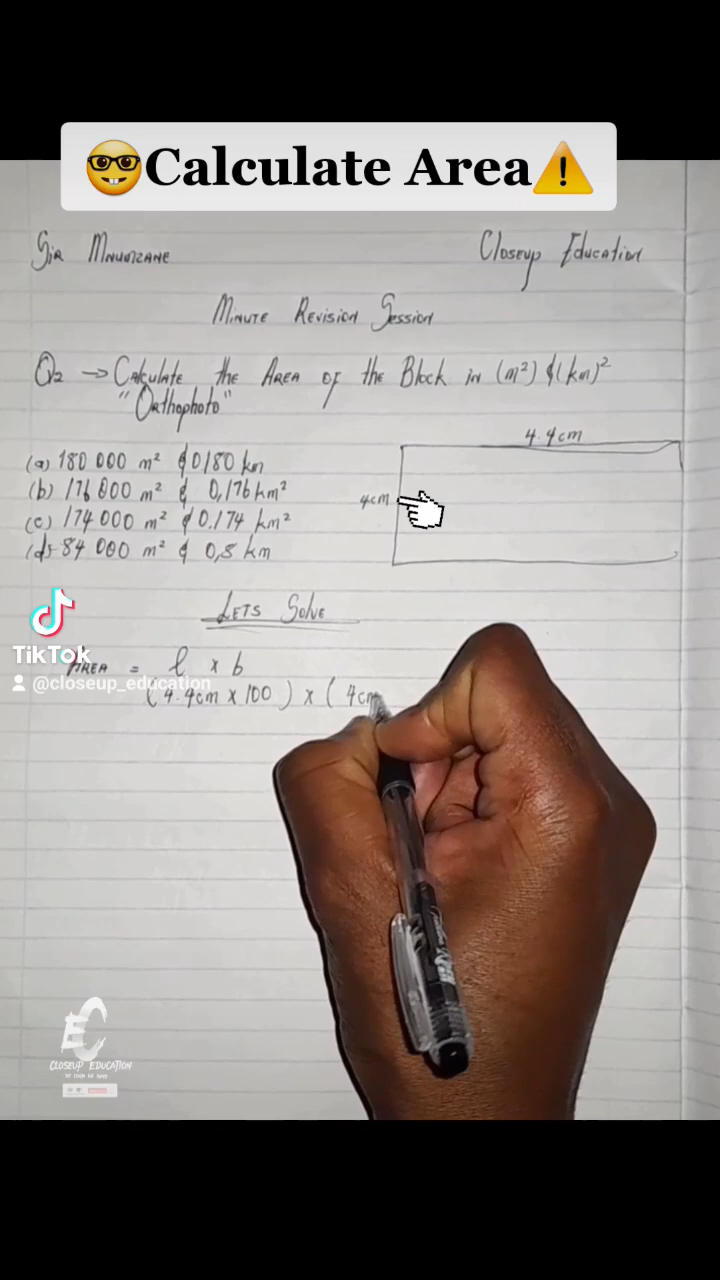 🤓Calculate Area⚠️
Sir Mnumzane
Closeup Education
Minute Revision Session
Q2 → Calculate the Area of the Block in (m²) & (km)²
"Orthophoto"
(a) 180 000 m² & 0,180 km
(b) 176 000 m² & 0,176 km²
(c) 174 000 m² & 0.174 km²
(d) 84 000 m² & 0,8 km
4.4cm
4cm
Lets Solve
Area = l x b
(4.4cm x 100) x (4cm
TikTok
@closeup_education
EC
CLOSEUP EDUCATION